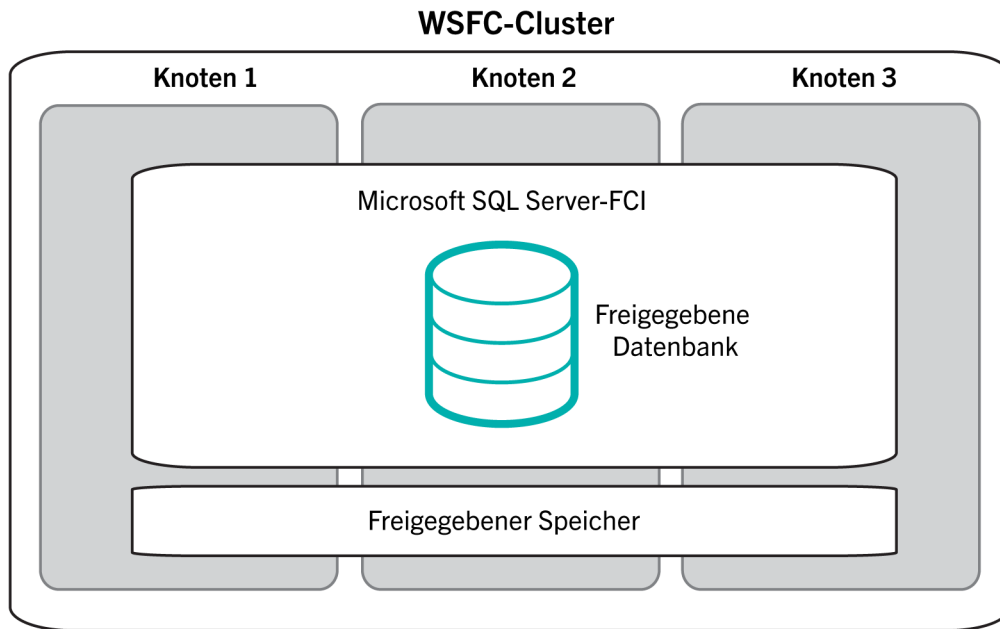 WSFC-Cluster
Knoten 1
Knoten 2
Knoten 3
Microsoft SQL Server-FCI
Freigegebene
Datenbank
Freigegebener Speicher